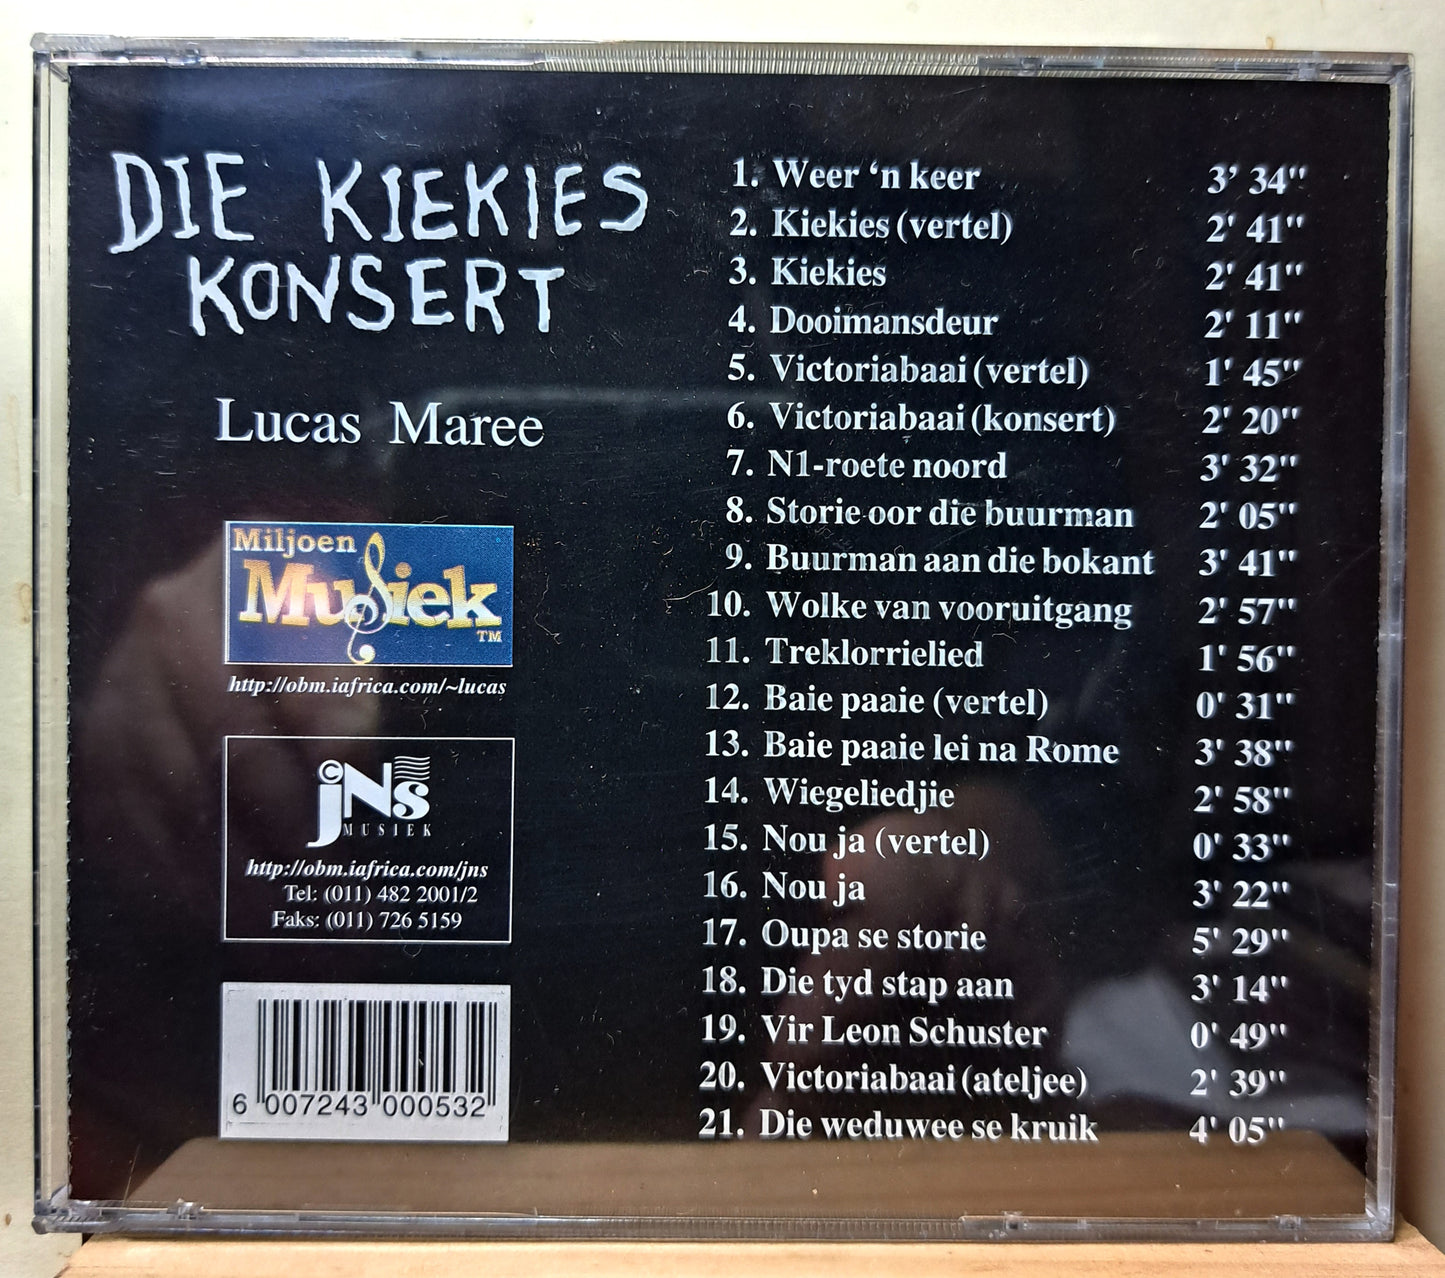 DIE KIEKIES
KONSERT
Lucas Maree
Miljoen
Musiek
TM
http://obm.iafrica.com/~lucas
©
JNS
MUSIEK
http://obm.iafrica.com/jns
Tel: (011) 482 2001/2
Faks: (011) 726 5159
6 007243 000532
1. Weer ‘n keer 3’ 34"
2. Kiekies (vertel) 2' 41"
3. Kiekies 2' 41"
4. Dooimansdeur 2' 11"
5. Victoriabaai (vertel) 1' 45"
6. Victoriabaai (konsert) 2' 20"
7. N1-roete noord 3' 32"
8. Storie oor die buurman 2' 05"
9. Buurman aan die bokant 3' 41"
10. Wolke van vooruitgang 2' 57"
11. Treklorrielied 1' 56"
12. Baie paaie (vertel) 0' 31"
13. Baie paaie lei na Rome 3' 38"
14. Wiegeliedjie 2' 58"
15. Nou ja (vertel) 0' 33"
16. Nou ja 3' 22"
17. Oupa se storie 5' 29"
18. Die tyd stap aan 3' 14"
19. Vir Leon Schuster 0' 49"
20. Victoriabaai (ateljee) 2' 39"
21. Die weduwee se kruik 4' 05"